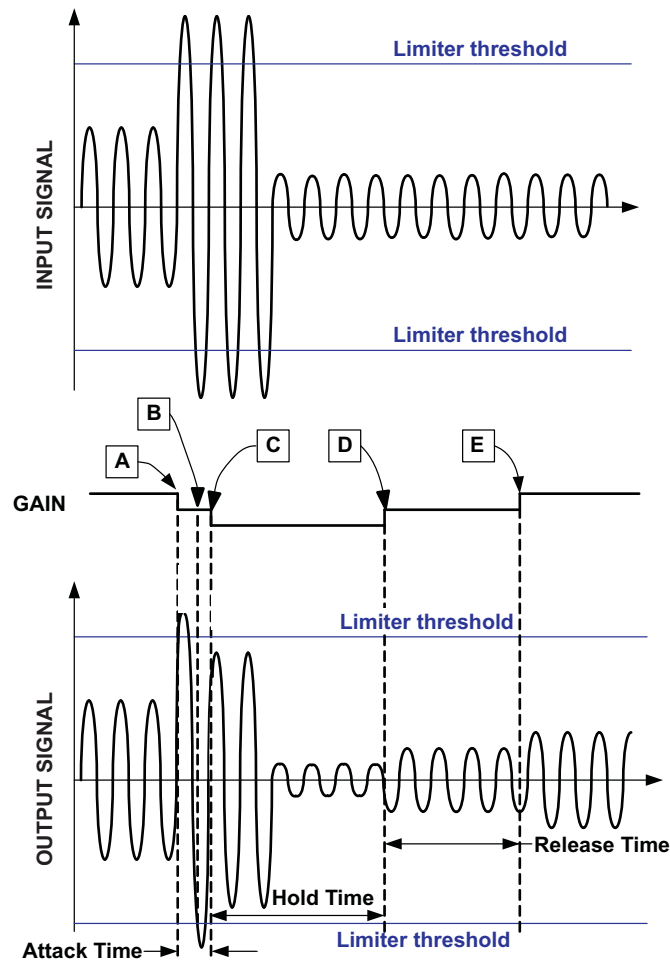 Limiter threshold
INPUT SIGNAL
Limiter threshold
B
A
C
D
E
GAIN
Limiter threshold
OUTPUT SIGNAL
Release Time
Hold Time
Limiter threshold
Attack Time